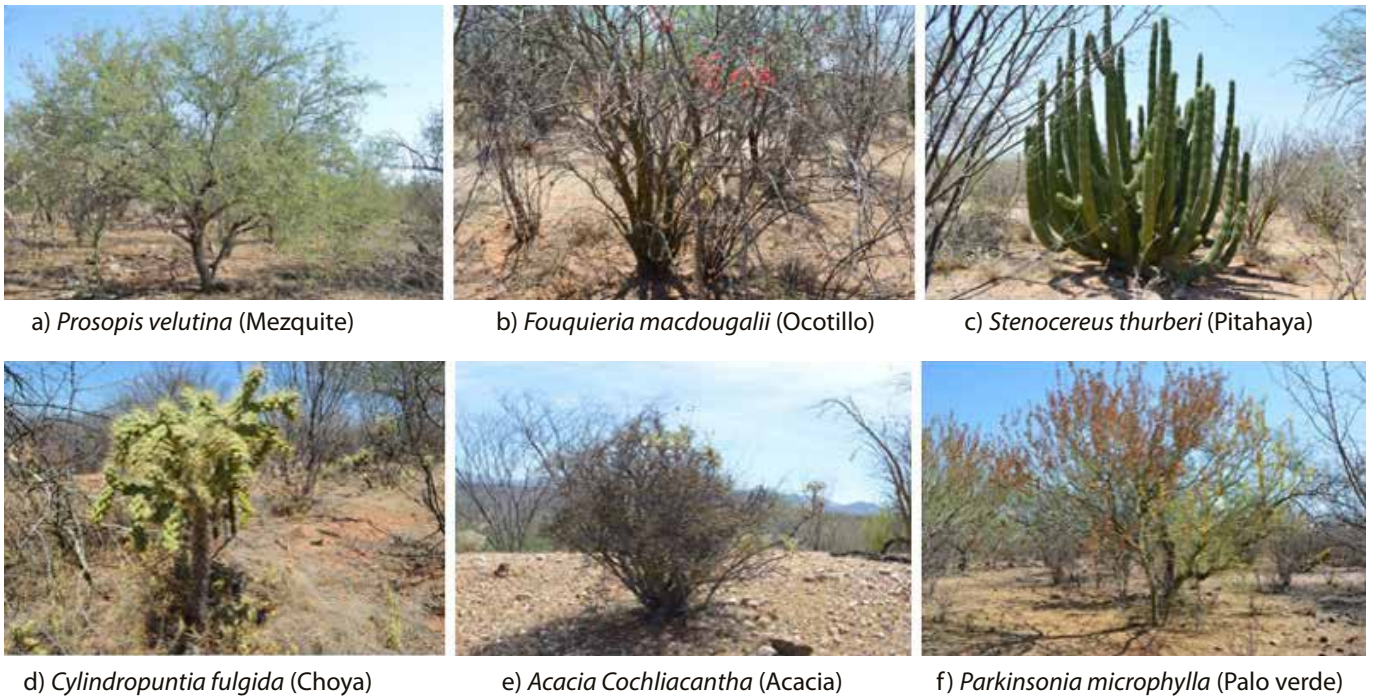 a) Prosopis velutina (Mezquite)
b) Fouquieria macdougalii (Ocotillo)
c) Stenocereus thurberi (Pitahaya)
d) Cylindropuntia fulgida (Choya)
e) Acacia Cochliacantha (Acacia)
f) Parkinsonia microphylla (Palo verde)